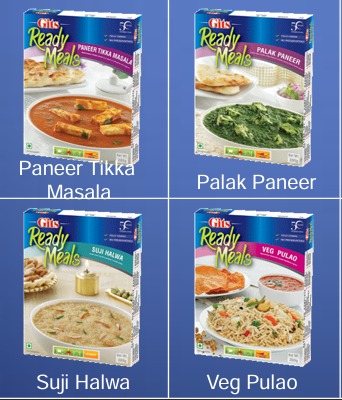 Gits
Ready
Meals
PANEER TIKKA MASALA
Gits
Ready
Meals
PALAK PANEER
Paneer Tikka
Masala
Palak Paneer
Gits
Ready
Meals
SUJI HALWA
Gits
Ready
Meals
VEG PULAO
Suji Halwa
Veg Pulao